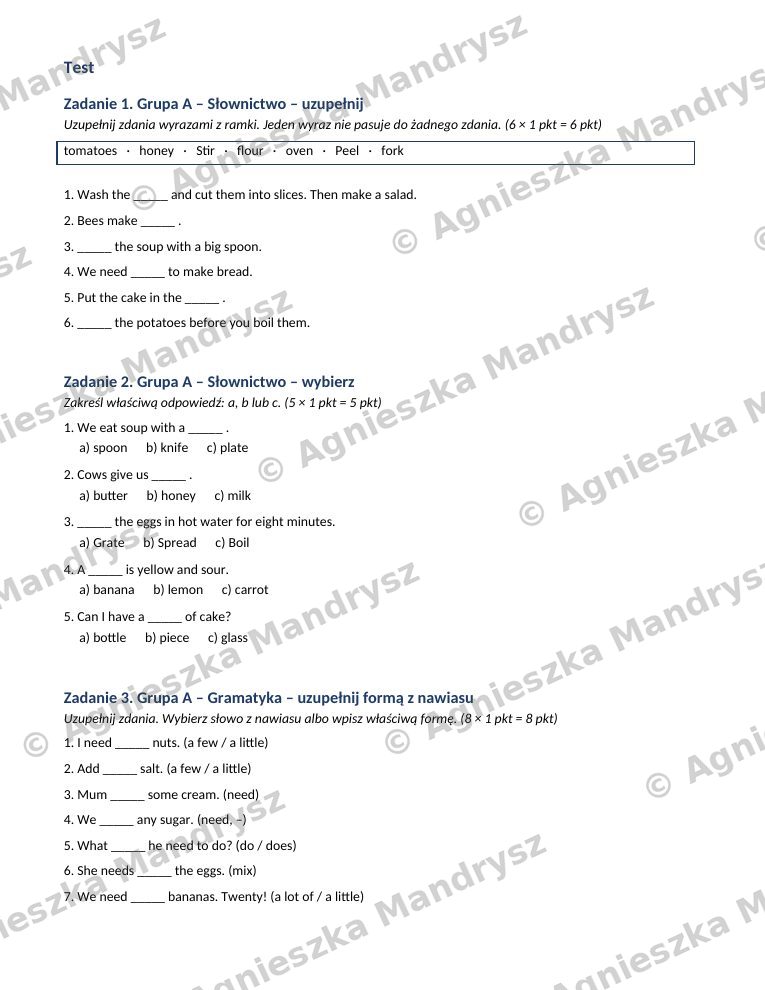 Test
Zadanie 1. Grupa A – Słownictwo – uzupełnij
Uzupełnij zdania wyrazami z ramki. Jeden wyraz nie pasuje do żadnego zdania. (6 × 1 pkt = 6 pkt)
tomatoes · honey · Stir · flour · oven · Peel · fork
1. Wash the _____ and cut them into slices. Then make a salad.
2. Bees make _____ .
3. _____ the soup with a big spoon.
4. We need _____ to make bread.
5. Put the cake in the _____ .
6. _____ the potatoes before you boil them.
Zadanie 2. Grupa A – Słownictwo – wybierz
Zakreśl właściwą odpowiedź: a, b lub c. (5 × 1 pkt = 5 pkt)
1. We eat soup with a _____ .
a) spoon b) knife c) plate
2. Cows give us _____ .
a) butter b) honey c) milk
3. _____ the eggs in hot water for eight minutes.
a) Grate b) Spread c) Boil
4. A _____ is yellow and sour.
a) banana b) lemon c) carrot
5. Can I have a _____ of cake?
a) bottle b) piece c) glass
Zadanie 3. Grupa A – Gramatyka – uzupełnij formą z nawiasu
Uzupełnij zdania. Wybierz słowo z nawiasu albo wpisz właściwą formę. (8 × 1 pkt = 8 pkt)
1. I need _____ nuts. (a few / a little)
2. Add _____ salt. (a few / a little)
3. Mum _____ some cream. (need)
4. We _____ any sugar. (need, –)
5. What _____ he need to do? (do / does)
6. She needs _____ the eggs. (mix)
7. We need _____ bananas. Twenty! (a lot of / a little)
© Agnieszka Mandrysz